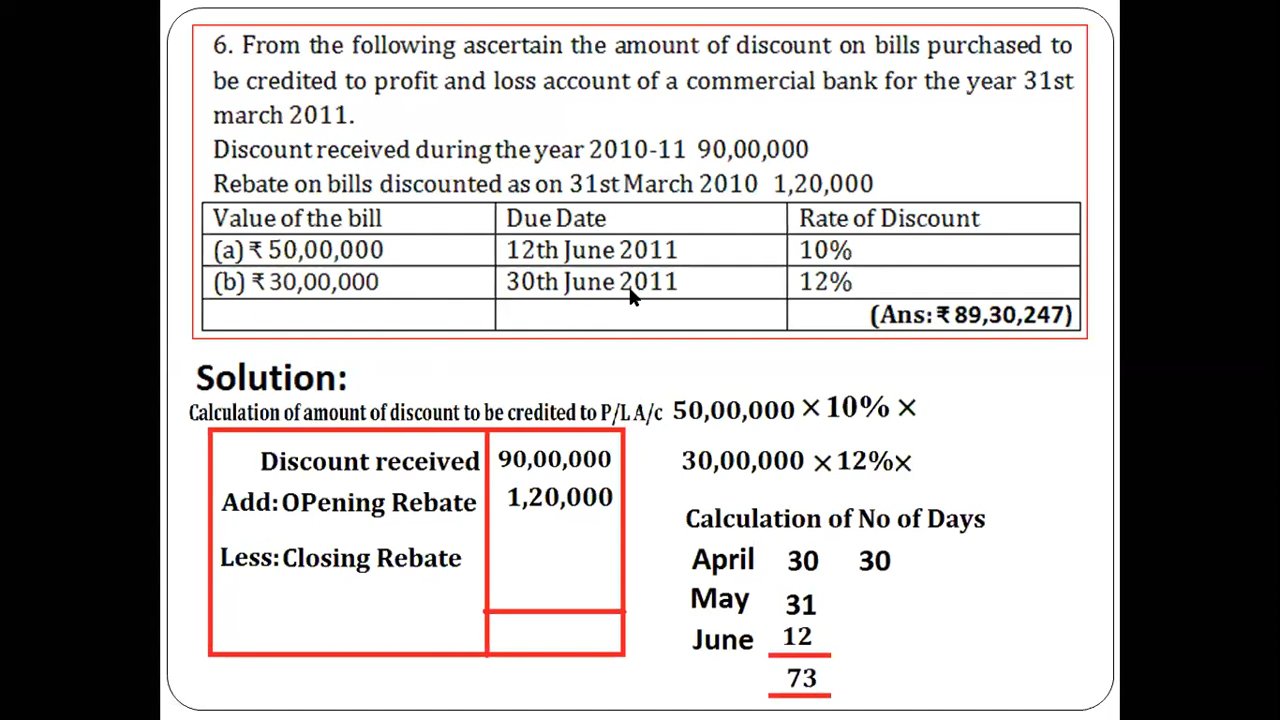 6. From the following ascertain the amount of discount on bills purchased to
be credited to profit and loss account of a commercial bank for the year 31st
march 2011.
Discount received during the year 2010-11 90,00,000
Rebate on bills discounted as on 31st March 2010 1,20,000
Value of the bill Due Date Rate of Discount
(a) ₹ 50,00,000 12th June 2011 10%
(b) ₹ 30,00,000 30th June 2011 12%
(Ans: ₹ 89,30,247)
Solution:
Calculation of amount of discount to be credited to P/L A/c 50,00,000 × 10% ×
Discount received 90,00,000 30,00,000 × 12% ×
Add: OPening Rebate 1,20,000
Calculation of No of Days
Less: Closing Rebate
April 30 30
May 31
June 12
73